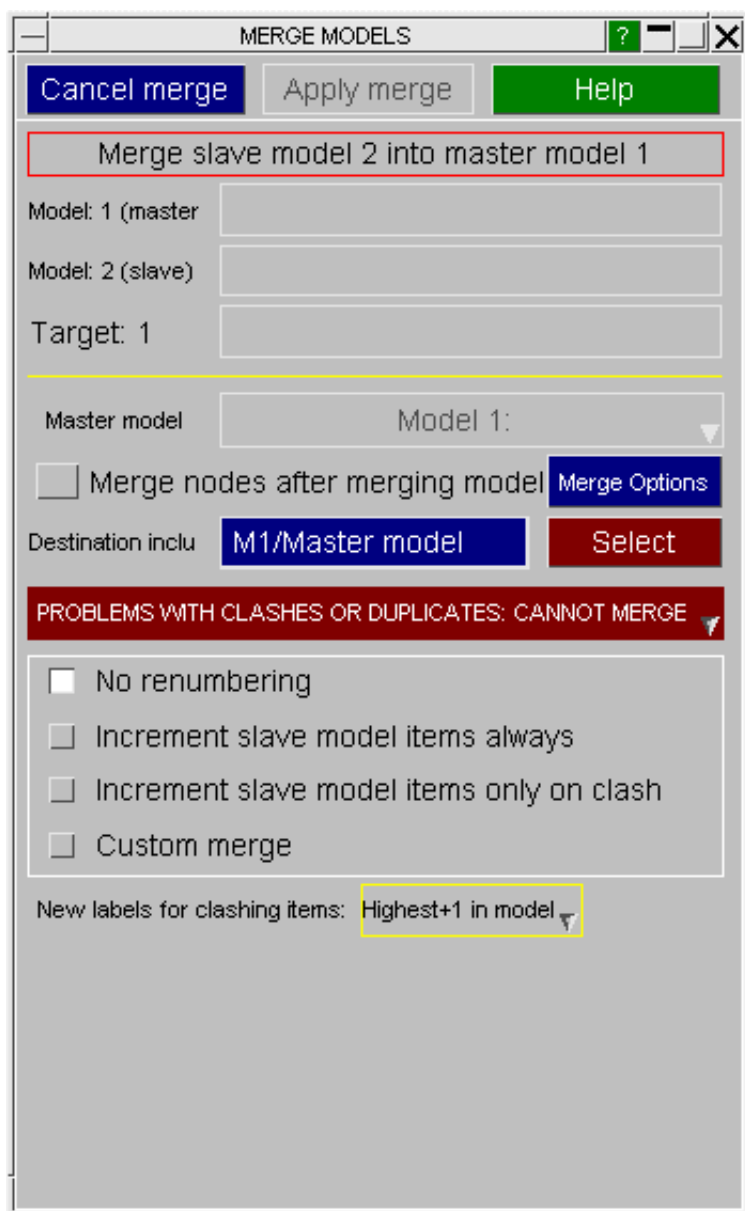 MERGE MODELS ?
Cancel merge Apply merge Help
Merge slave model 2 into master model 1
Model: 1 (master
Model: 2 (slave)
Target: 1
Master model Model 1:
Merge nodes after merging model Merge Options
Destination inclu M1/Master model Select
PROBLEMS WITH CLASHES OR DUPLICATES: CANNOT MERGE
No renumbering
Increment slave model items always
Increment slave model items only on clash
Custom merge
New labels for clashing items: Highest+1 in model